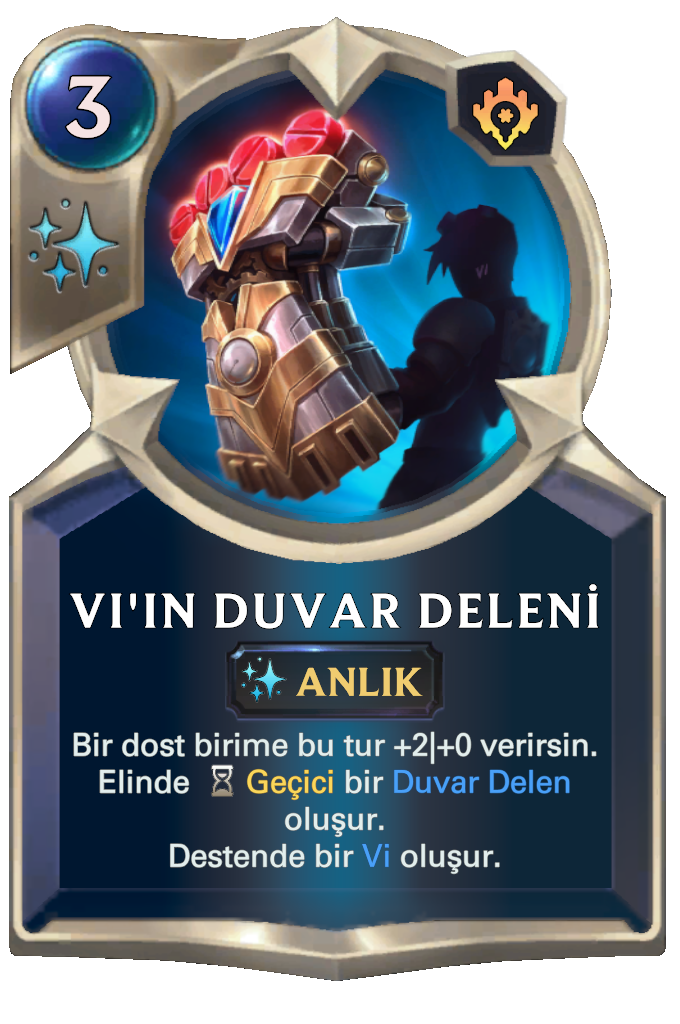 3
VI'IN DUVAR DELENİ
ANLIK
Bir dost birime bu tur +2|+0 verirsin.
Elinde Geçici bir Duvar Delen
oluşur.
Destende bir Vi oluşur.